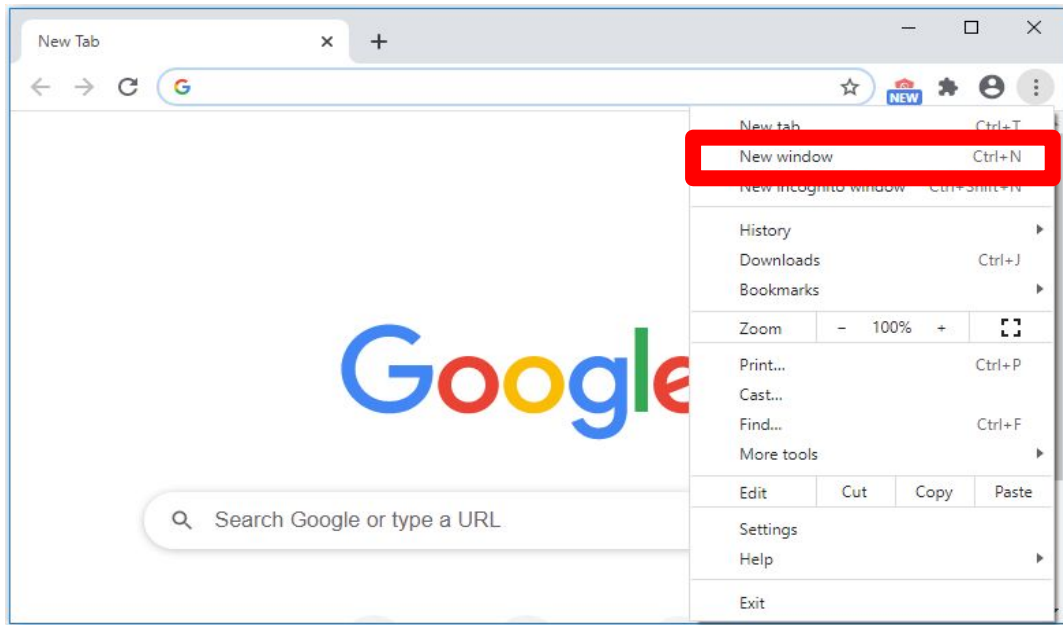 New Tab
G
NEW
New tab Ctrl+T
New window Ctrl+N
New incognito window Ctrl+Shift+N
History
Downloads Ctrl+J
Bookmarks
Zoom – 100% +
Print... Ctrl+P
Cast...
Find... Ctrl+F
More tools
Edit Cut Copy Paste
Settings
Help
Exit
Google
Search Google or type a URL